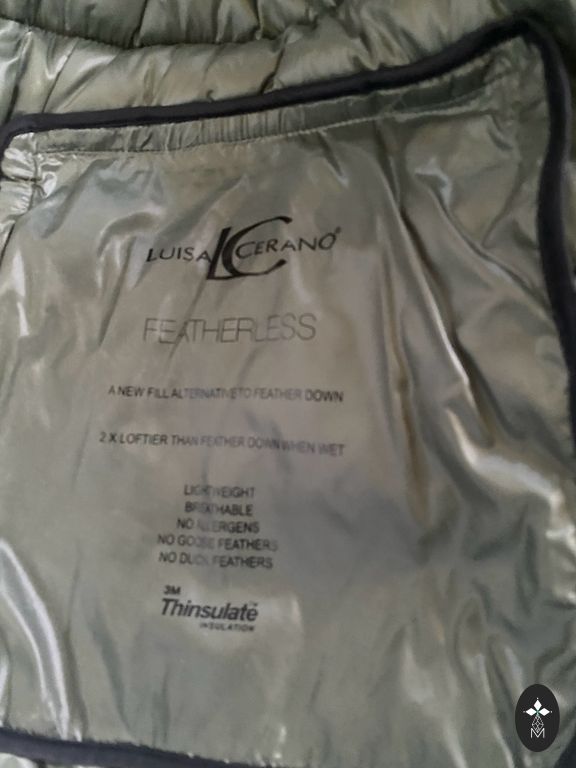 LUISA LC CERANO®
FEATHERLESS
A NEW FILL ALTERNATIVE TO FEATHER DOWN
2 X LOFTIER THAN FEATHER DOWN WHEN WET
LIGHTWEIGHT
BREATHABLE
NO ALLERGENS
NO GOOSE FEATHERS
NO DUCK FEATHERS
3M
Thinsulate™
INSULATION
M